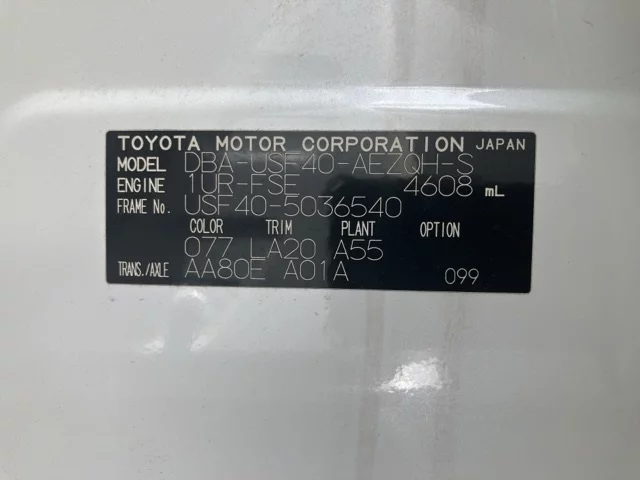 TOYOTA MOTOR CORPORATION JAPAN
MODEL DBA-USF40-AEZQH-S
ENGINE 1UR-FSE 4608 mL
FRAME No. USF40-5036540
COLOR TRIM PLANT OPTION
077 LA20 A55
TRANS./AXLE AA80E A01A 099